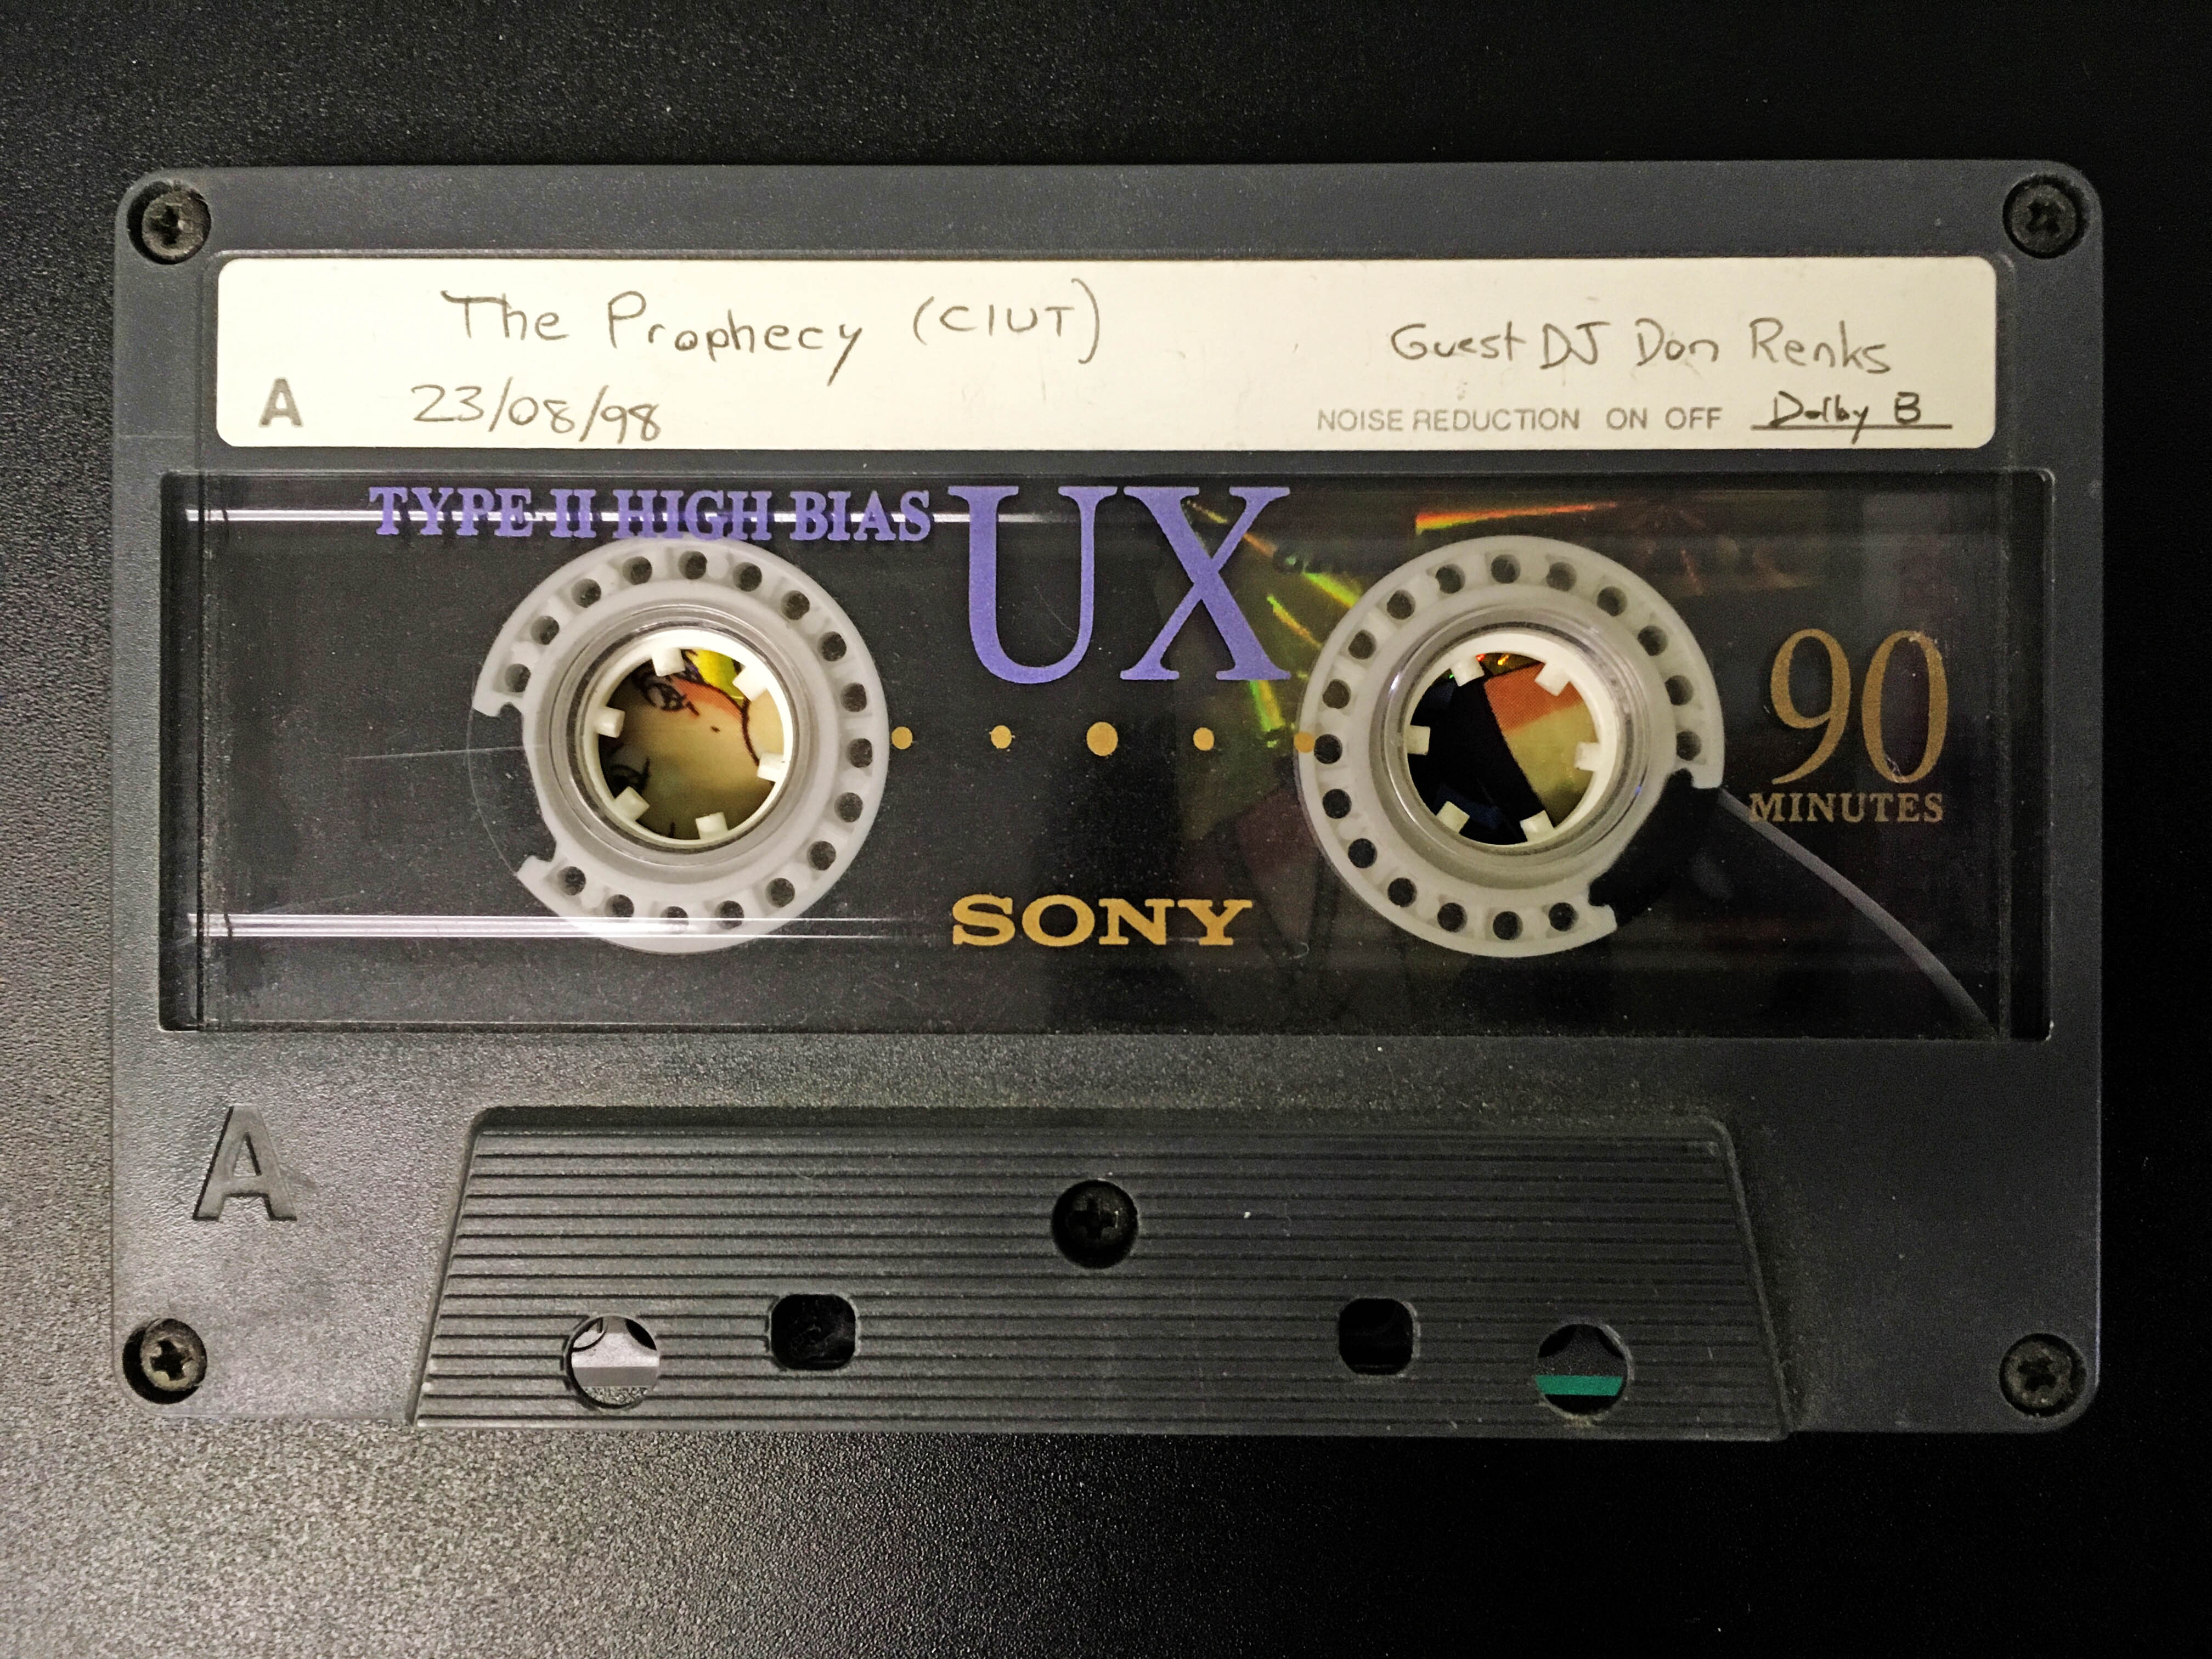 The Prophecy (CIUT)
Guest DJ Don Renks
A 23/08/98
NOISE REDUCTION ON OFF Dolby B
TYPE II HIGH BIAS UX
90
MINUTES
SONY
A